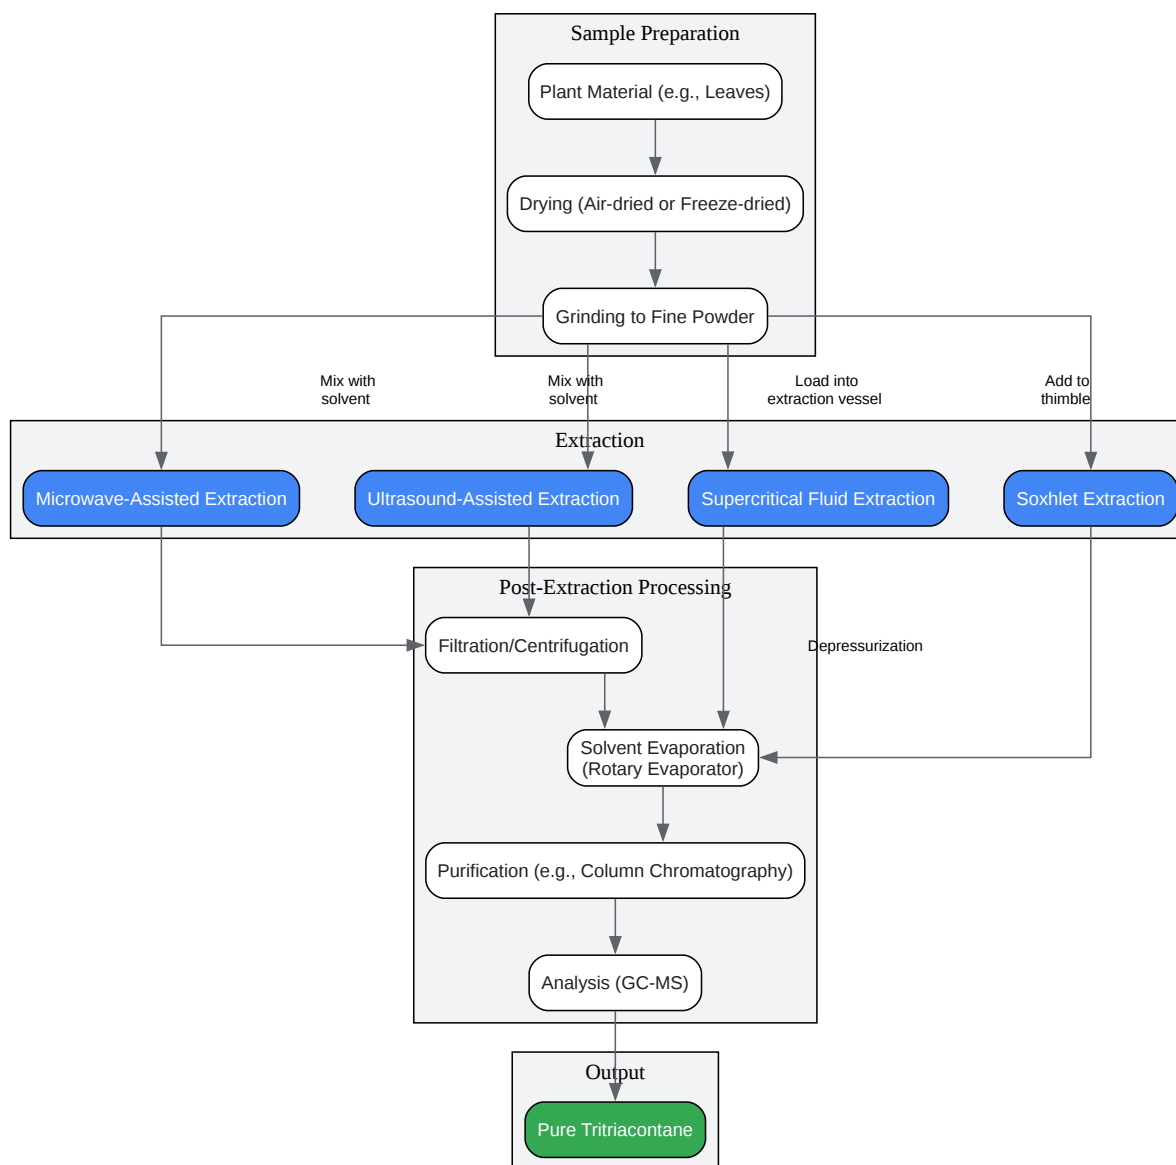 Sample Preparation
Plant Material (e.g., Leaves)
Drying (Air-dried or Freeze-dried)
Grinding to Fine Powder
Mix with
solvent
Mix with
solvent
Load into
extraction vessel
Add to
thimble
Extraction
Microwave-Assisted Extraction
Ultrasound-Assisted Extraction
Supercritical Fluid Extraction
Soxhlet Extraction
Post-Extraction Processing
Filtration/Centrifugation
Depressurization
Solvent Evaporation
(Rotary Evaporator)
Purification (e.g., Column Chromatography)
Analysis (GC-MS)
Output
Pure Tritriacontane